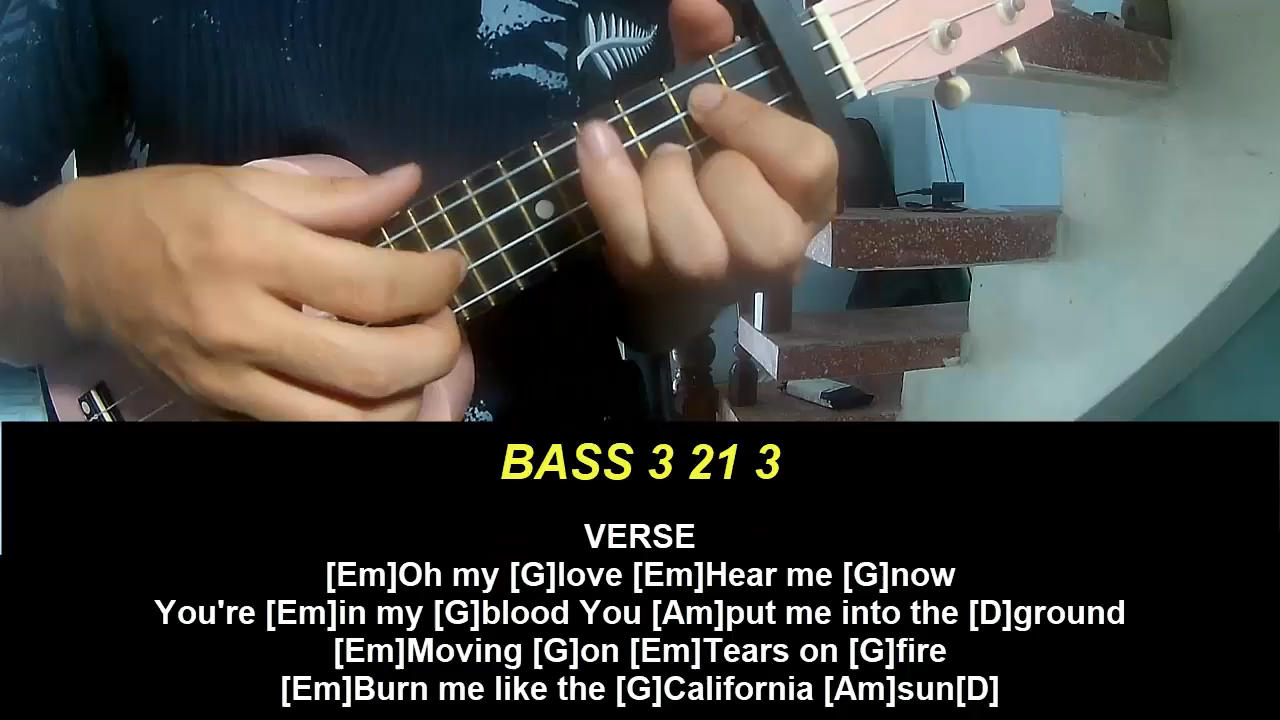 BASS 3 21 3
VERSE
[Em]Oh my [G]love [Em]Hear me [G]now
You're [Em]in my [G]blood You [Am]put me into the [D]ground
[Em]Moving [G]on [Em]Tears on [G]fire
[Em]Burn me like the [G]California [Am]sun[D]